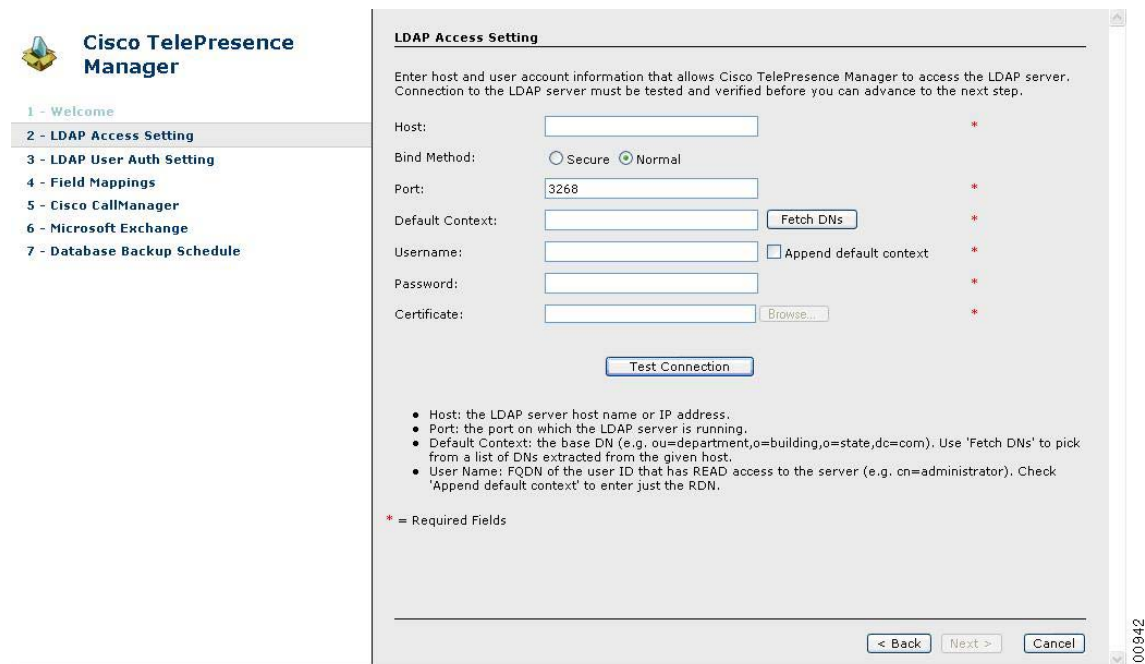 Cisco TelePresence
Manager
1 - Welcome
2 - LDAP Access Setting
3 - LDAP User Auth Setting
4 - Field Mappings
5 - Cisco CallManager
6 - Microsoft Exchange
7 - Database Backup Schedule
LDAP Access Setting
Enter host and user account information that allows Cisco TelePresence Manager to access the LDAP server.
Connection to the LDAP server must be tested and verified before you can advance to the next step.
Host: *
Bind Method: Secure Normal
Port: 3268 *
Default Context: Fetch DNs *
Username: Append default context *
Password: *
Certificate: Browse... *
Test Connection
• Host: the LDAP server host name or IP address.
• Port: the port on which the LDAP server is running.
• Default Context: the base DN (e.g. ou=department,o=building,o=state,dc=com). Use 'Fetch DNs' to pick
from a list of DNs extracted from the given host.
• User Name: FQDN of the user ID that has READ access to the server (e.g. cn=administrator). Check
'Append default context' to enter just the RDN.
* = Required Fields
< Back Next > Cancel
00942